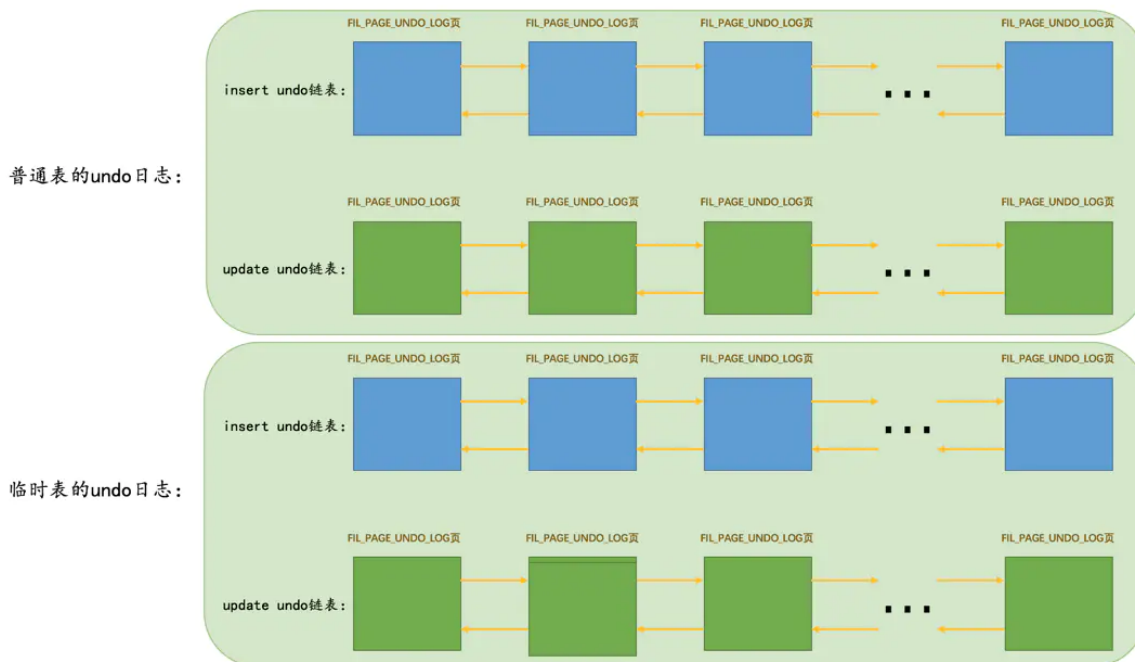 FIL_PAGE_UNDO_LOG页 FIL_PAGE_UNDO_LOG页 FIL_PAGE_UNDO_LOG页 FIL_PAGE_UNDO_LOG页
insert undo链表：
...
普通表的undo日志：
FIL_PAGE_UNDO_LOG页 FIL_PAGE_UNDO_LOG页 FIL_PAGE_UNDO_LOG页 FIL_PAGE_UNDO_LOG页
update undo链表：
...
FIL_PAGE_UNDO_LOG页 FIL_PAGE_UNDO_LOG页 FIL_PAGE_UNDO_LOG页 FIL_PAGE_UNDO_LOG页
insert undo链表：
...
临时表的undo日志：
FIL_PAGE_UNDO_LOG页 FIL_PAGE_UNDO_LOG页 FIL_PAGE_UNDO_LOG页 FIL_PAGE_UNDO_LOG页
update undo链表：
...